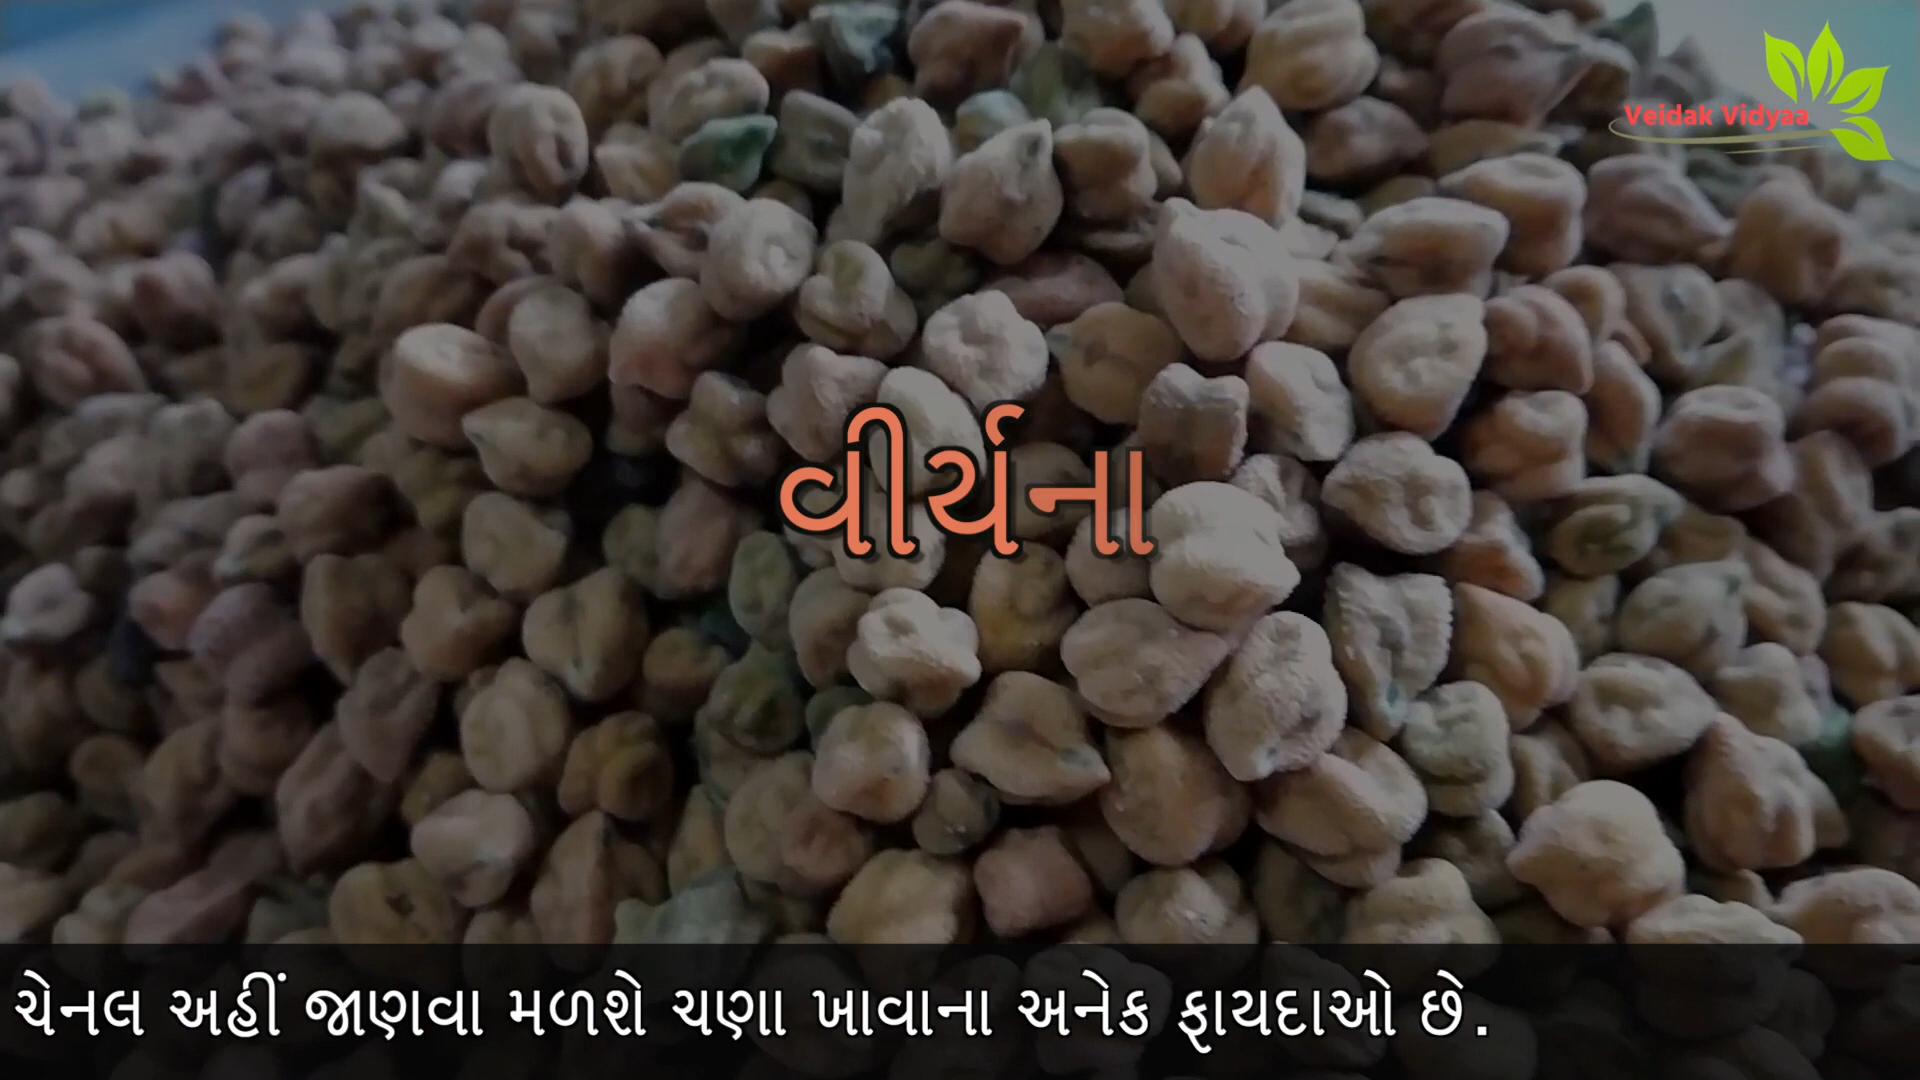 Veidak Vidyaa
વીર્યના
ચેનલ અહીં જાણવા મળશે ચણા ખાવાના અનેક ફાયદાઓ છે.